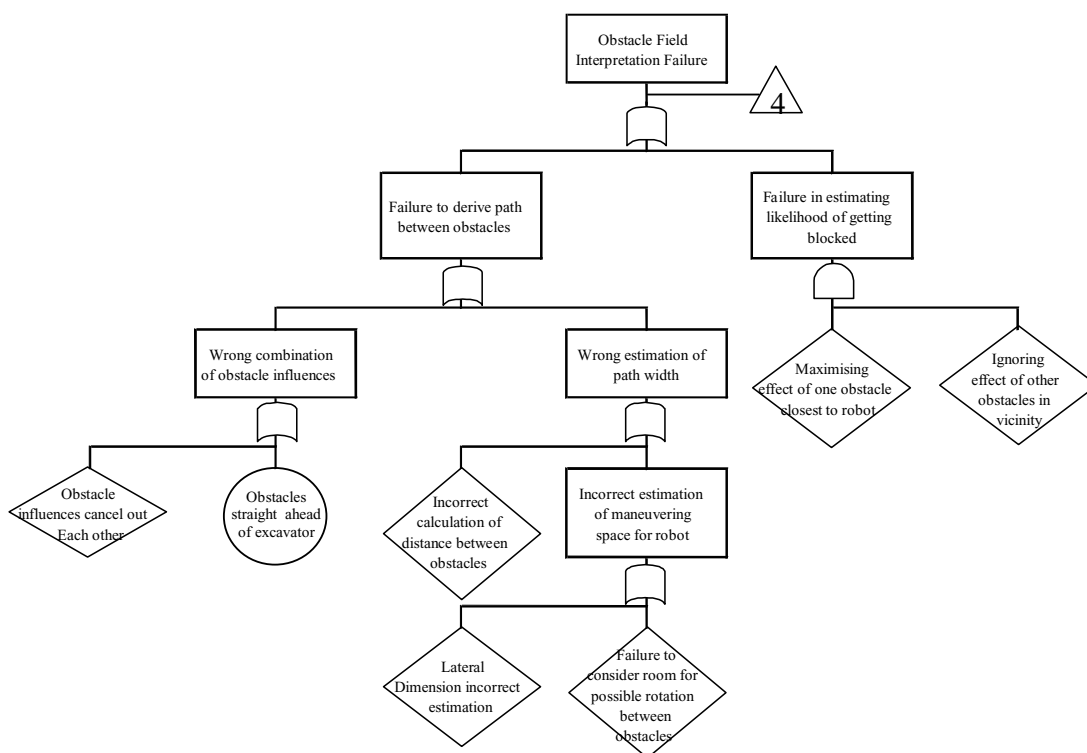 Obstacle Field
Interpretation Failure
4
Failure to derive path
between obstacles
Failure in estimating
likelihood of getting
blocked
Wrong combination
of obstacle influences
Wrong estimation of
path width
Maximising
effect of one obstacle
closest to robot
Ignoring
effect of other
obstacles in
vicinity
Obstacle
influences cancel out
Each other
Obstacles
straight ahead
of excavator
Incorrect
calculation of
distance between
obstacles
Incorrect estimation
of maneuvering
space for robot
Lateral
Dimension incorrect
estimation
Failure to
consider room for
possible rotation
between
obstacles